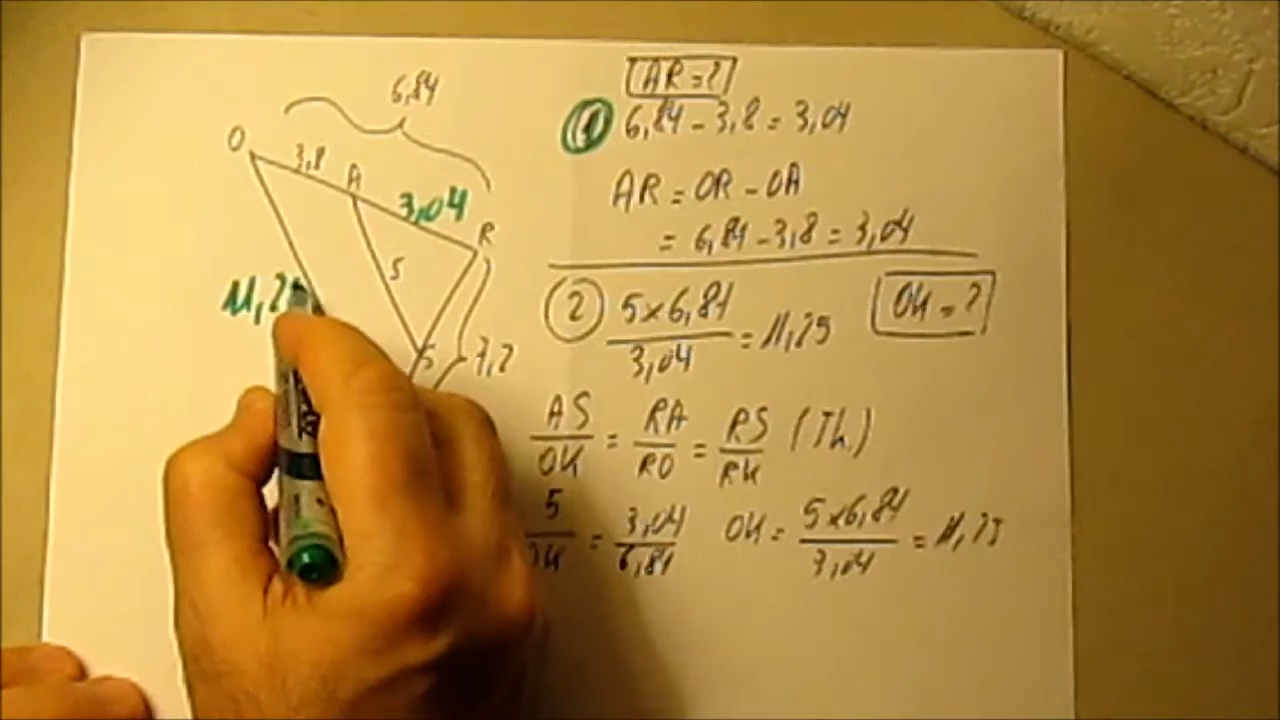 6,84
O
3,8
A
3,04
R
5
11,2
S
7,2
AR = ?
1 6,84 - 3,8 = 3,04
AR = OR - OA
= 6,84 - 3,8 = 3,04
2 5 x 6,84 / 3,04 = 11,25
OK = ?
AS / OK = RA / RO = RS / RK (Th.)
5 / OK = 3,04 / 6,84 OK = 5 x 6,84 / 3,04 = 11,25